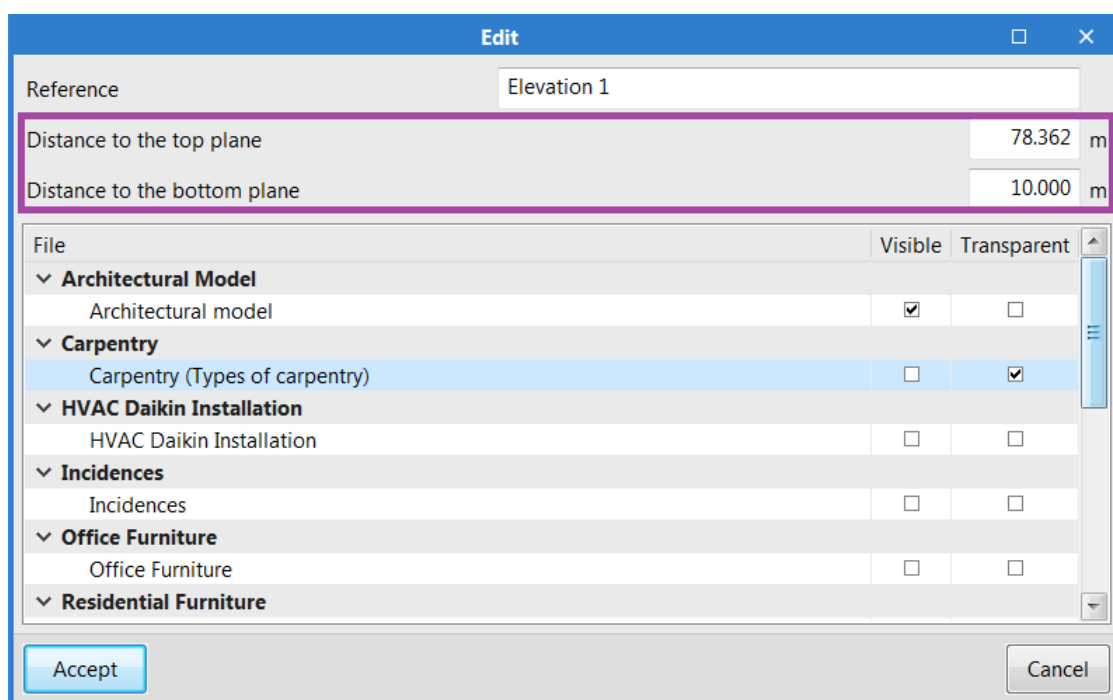 Edit
Reference Elevation 1
Distance to the top plane 78.362 m
Distance to the bottom plane 10.000 m
File Visible Transparent
Architectural Model
Architectural model
Carpentry
Carpentry (Types of carpentry)
HVAC Daikin Installation
HVAC Daikin Installation
Incidences
Incidences
Office Furniture
Office Furniture
Residential Furniture
Accept Cancel